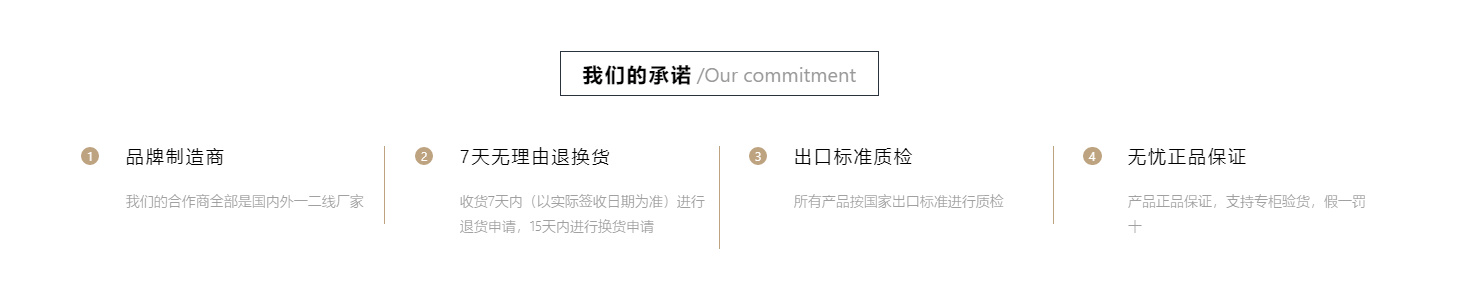 我们的承诺 /Our commitment
1 品牌制造商
我们的合作商全部是国内外一二线厂家
2 7天无理由退换货
收货7天内（以实际签收日期为准）进行
退货申请，15天内进行换货申请
3 出口标准质检
所有产品按国家出口标准进行质检
4 无忧正品保证
产品正品保证，支持专柜验货，假一罚
十